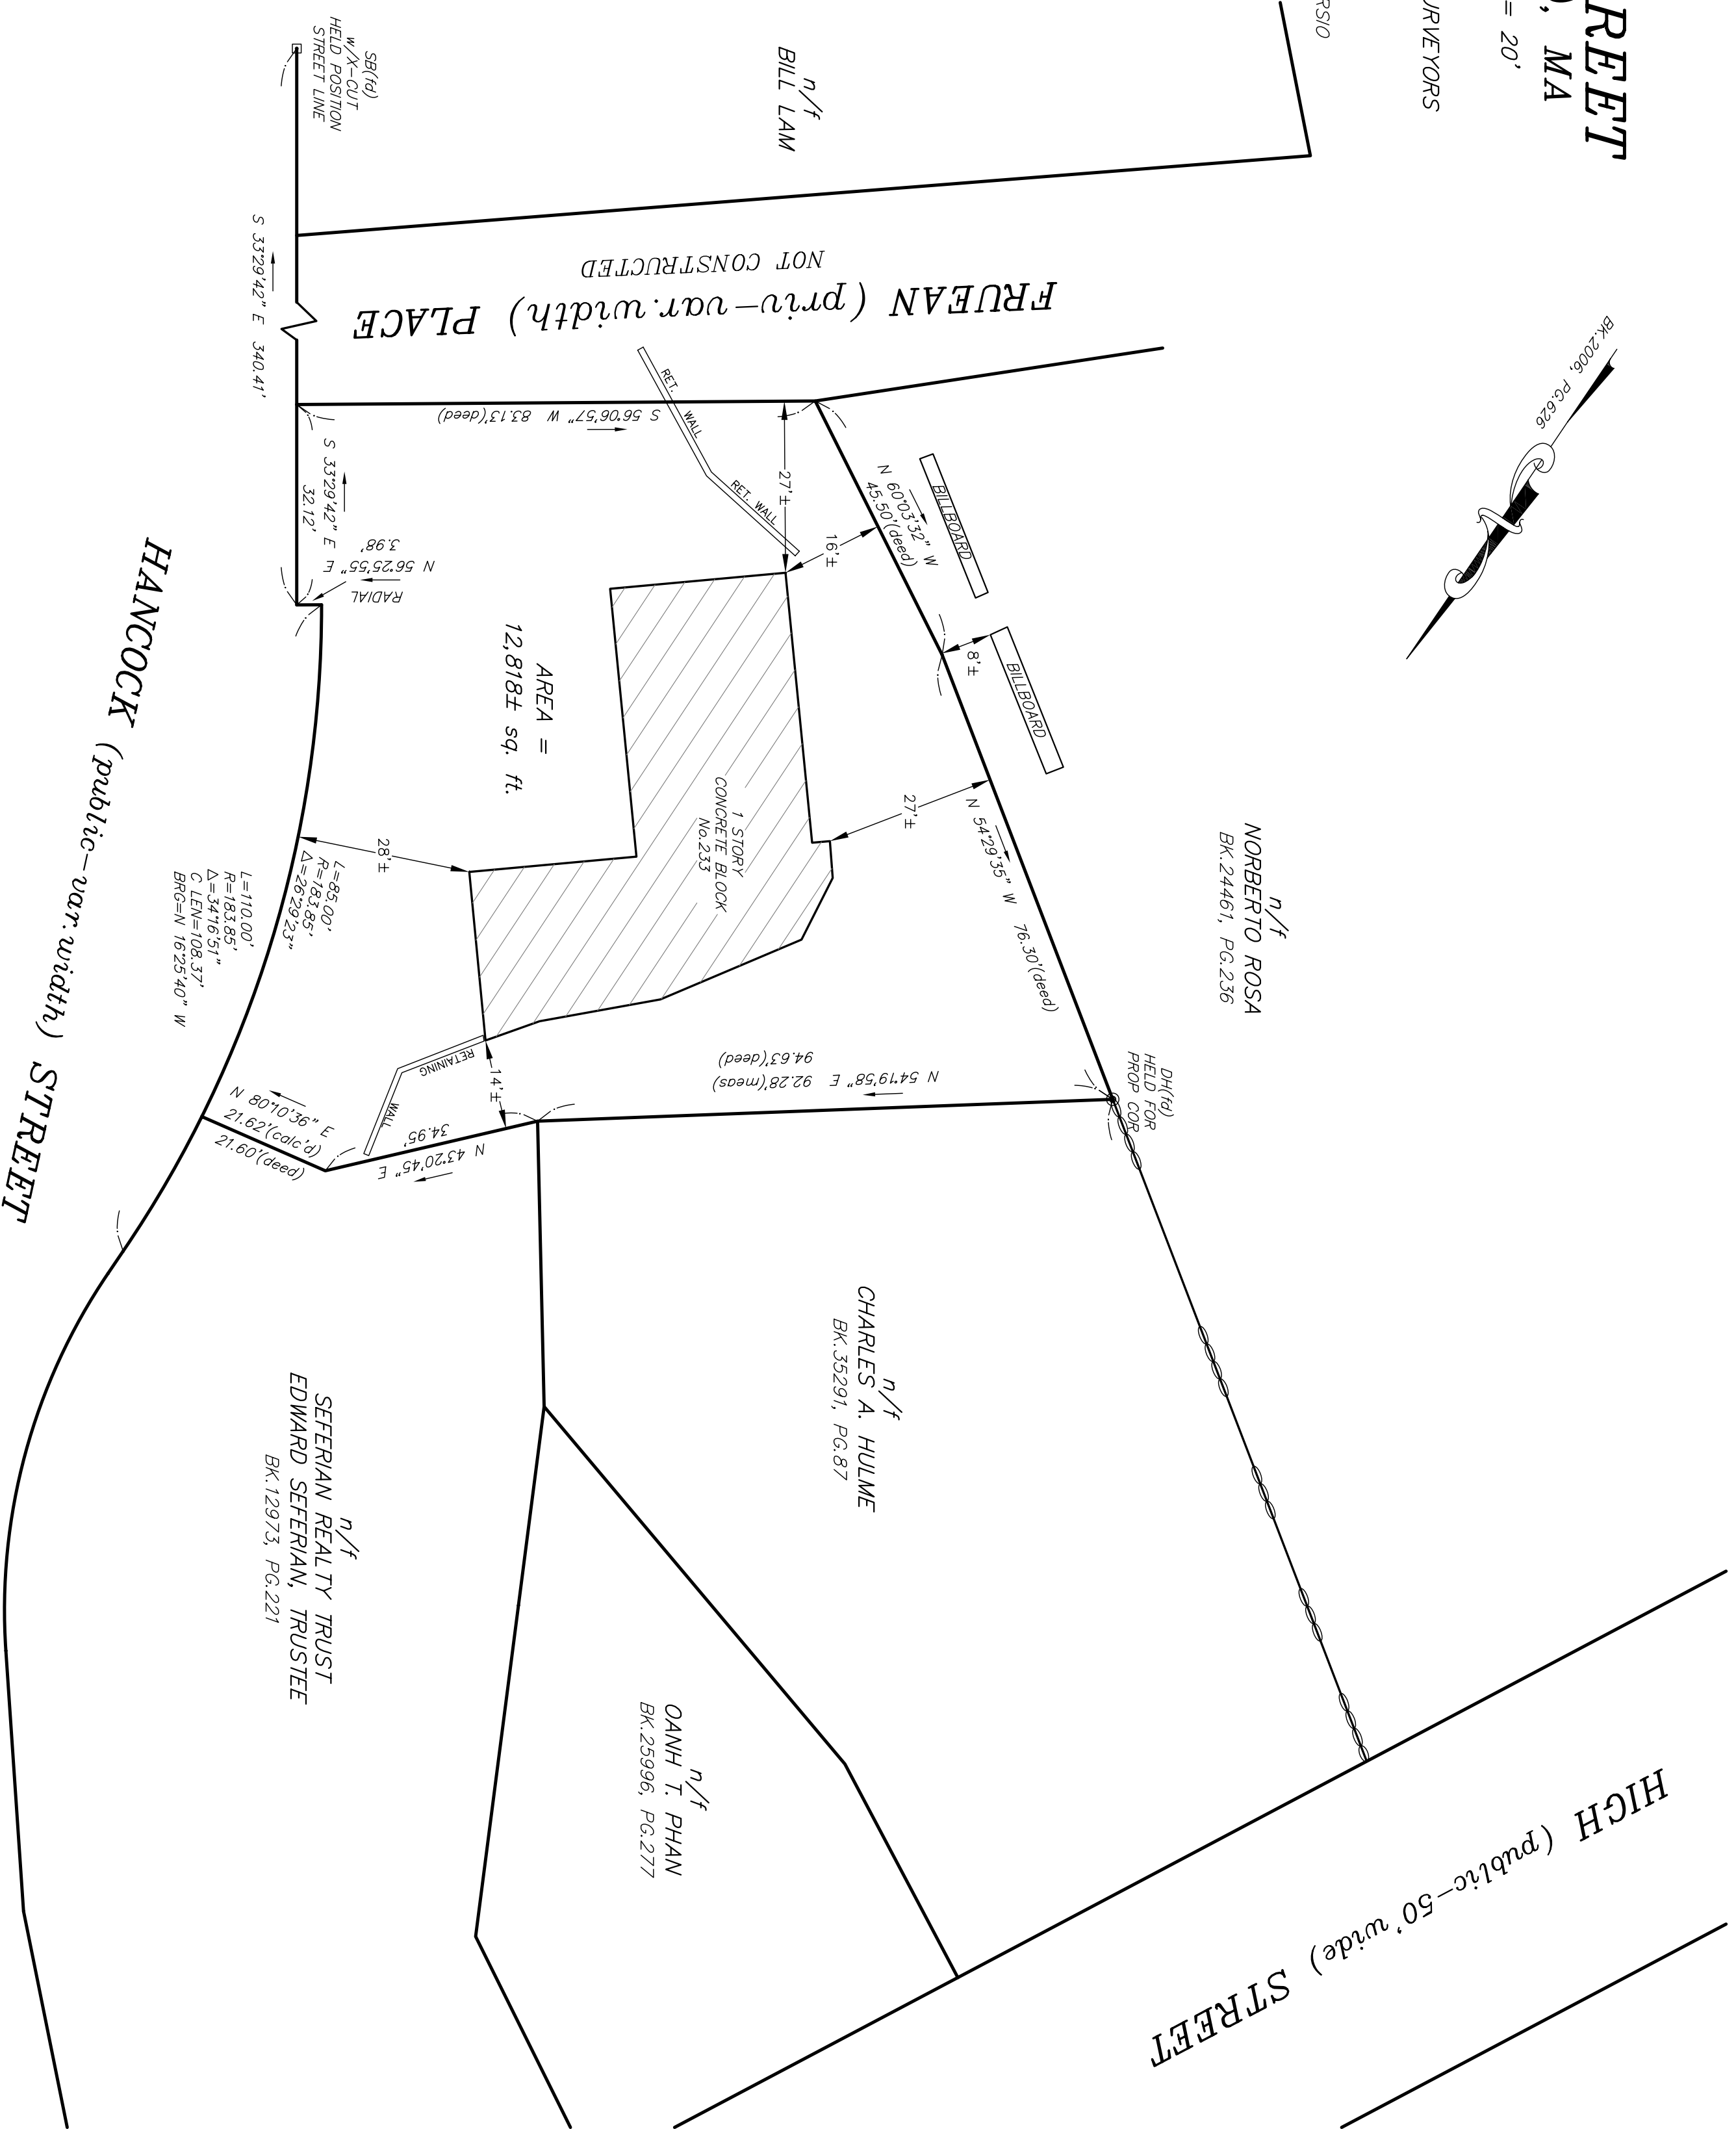 REET
, MA
= 20'
URVEYORS
RSIO
n/f
BILL LAM
SB(fd)
w/X-CUT
HELD POSITION
STREET LINE
S 33°29'42" E 340.41'
FRUEAN (priv-var.width) PLACE
NOT CONSTRUCTED
BK.2006, PG.626
S 56°06'57" W 83.13'(deed)
RET. WALL
RET. WALL
27'±
16'±
N 60°03'32" W
45.50'(deed)
BILLBOARD
BILLBOARD
8'±
S 33°29'42" E
32.12'
N 56°25'55" E
3.98'
RADIAL
AREA =
12,818± sq. ft.
1 STORY
CONCRETE BLOCK
No.233
27'±
N 54°29'35" W 76.30'(deed)
n/f
NORBERTO ROSA
BK.24461, PG.236
28'±
L=85.00'
R=183.85'
Δ=26°29'23"
L=110.00'
R=183.85'
Δ=34°16'51"
C LEN=108.37'
BRG=N 16°25'40" W
HANCOCK (public-var.width) STREET
RETAINING
WALL
14'±
N 54°19'58" E 92.28'(meas)
94.63'(deed)
DH(fd)
HELD FOR
PROP COR
N 80°10'36" E
21.62'(calc'd)
21.60'(deed)
N 43°20'45" E
34.95'
n/f
CHARLES A. HULME
BK.35291, PG.87
n/f
SEFERIAN REALTY TRUST
EDWARD SEFERIAN, TRUSTEE
BK.12973, PG.221
n/f
OANH T. PHAN
BK.25996, PG.277
HIGH (public-50' wide) STREET